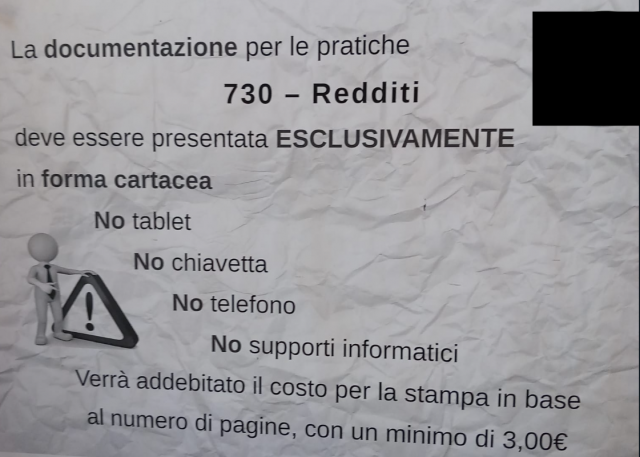 La documentazione per le pratiche
730 – Redditi
deve essere presentata ESCLUSIVAMENTE
in forma cartacea
No tablet
No chiavetta
No telefono
No supporti informatici
Verrà addebitato il costo per la stampa in base
al numero di pagine, con un minimo di 3,00€